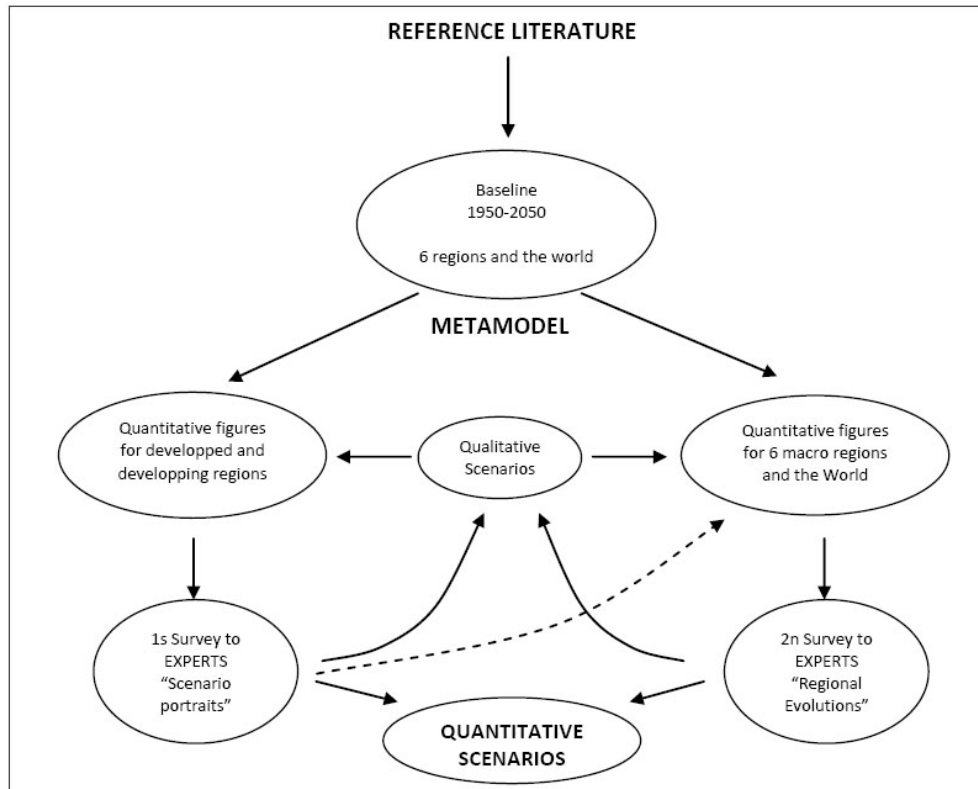 REFERENCE LITERATURE
Baseline
1950-2050
6 regions and the world
METAMODEL
Quantitative figures
for developped and
developping regions
Qualitative
Scenarios
Quantitative figures
for 6 macro regions
and the World
1s Survey to
EXPERTS
“Scenario
portraits”
2n Survey to
EXPERTS
“Regional
Evolutions”
QUANTITATIVE
SCENARIOS